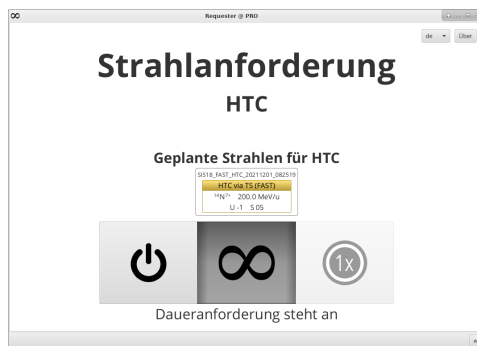 Requester @ PRO
de
Über
Strahlanforderung
HTC
Geplante Strahlen für HTC
SIS18_FAST_HTC_20211201_082519
HTC via TS (FAST)
¹⁴N⁷⁺ 200.0 MeV/u
U -1 S 05
1x
Daueranforderung steht an